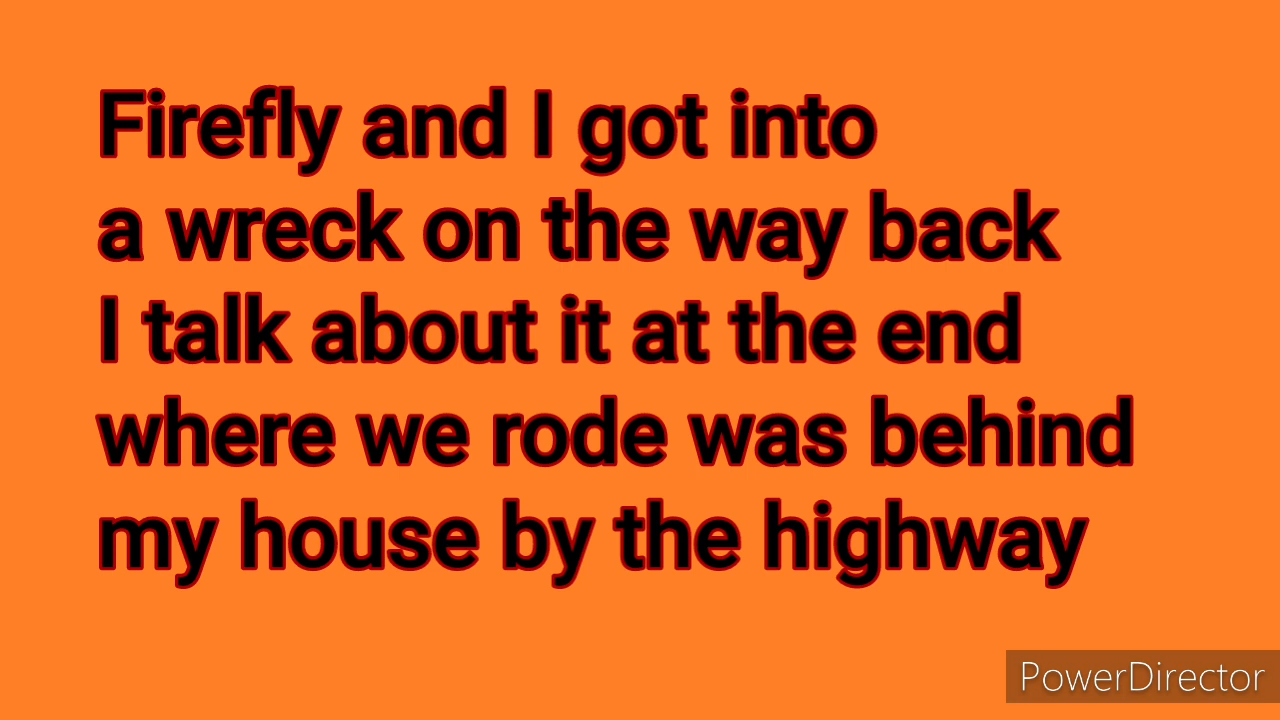 Firefly and I got into
a wreck on the way back
I talk about it at the end
where we rode was behind
my house by the highway
PowerDirector